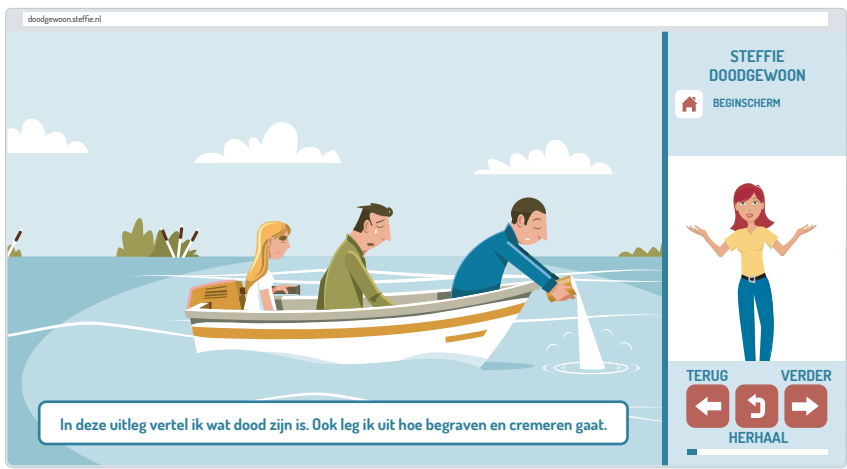 doodgewoon.steffie.nl
STEFFIE
DOODGEWOON
BEGINSCHERM
In deze uitleg vertel ik wat dood zijn is. Ook leg ik uit hoe begraven en cremeren gaat.
TERUG
VERDER
HERHAAL